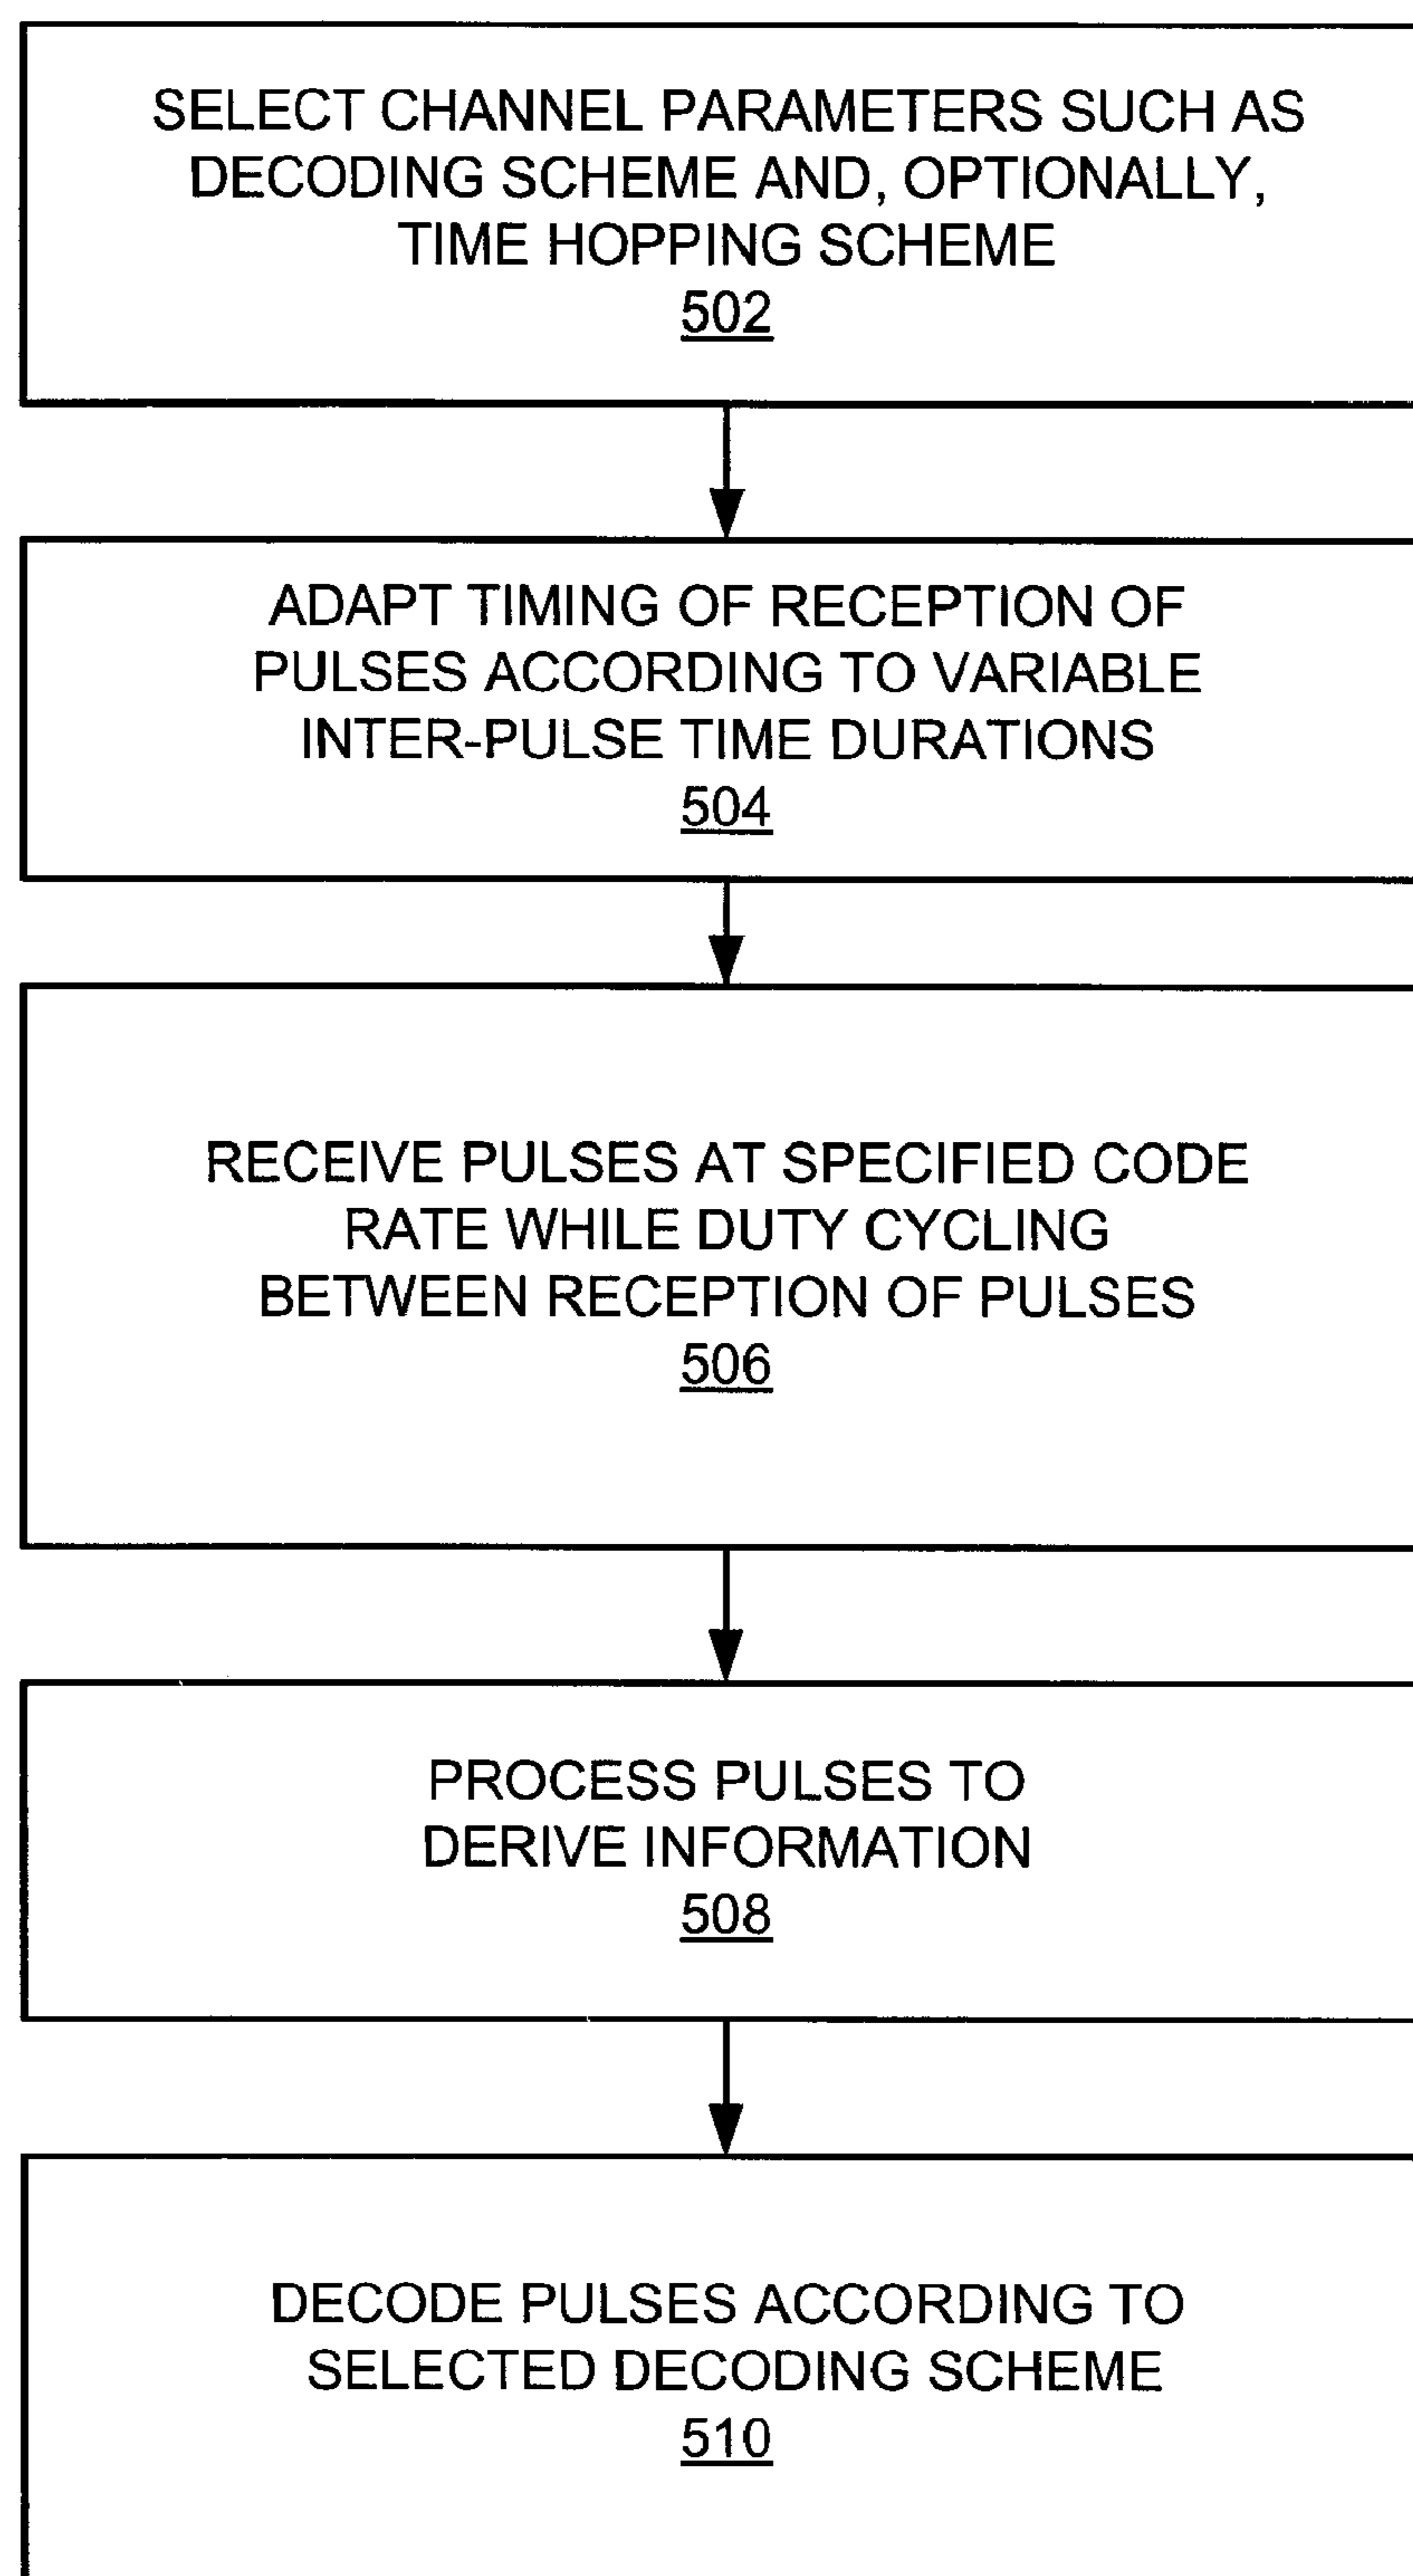 SELECT CHANNEL PARAMETERS SUCH AS
DECODING SCHEME AND, OPTIONALLY,
TIME HOPPING SCHEME
502
ADAPT TIMING OF RECEPTION OF
PULSES ACCORDING TO VARIABLE
INTER-PULSE TIME DURATIONS
504
RECEIVE PULSES AT SPECIFIED CODE
RATE WHILE DUTY CYCLING
BETWEEN RECEPTION OF PULSES
506
PROCESS PULSES TO
DERIVE INFORMATION
508
DECODE PULSES ACCORDING TO
SELECTED DECODING SCHEME
510